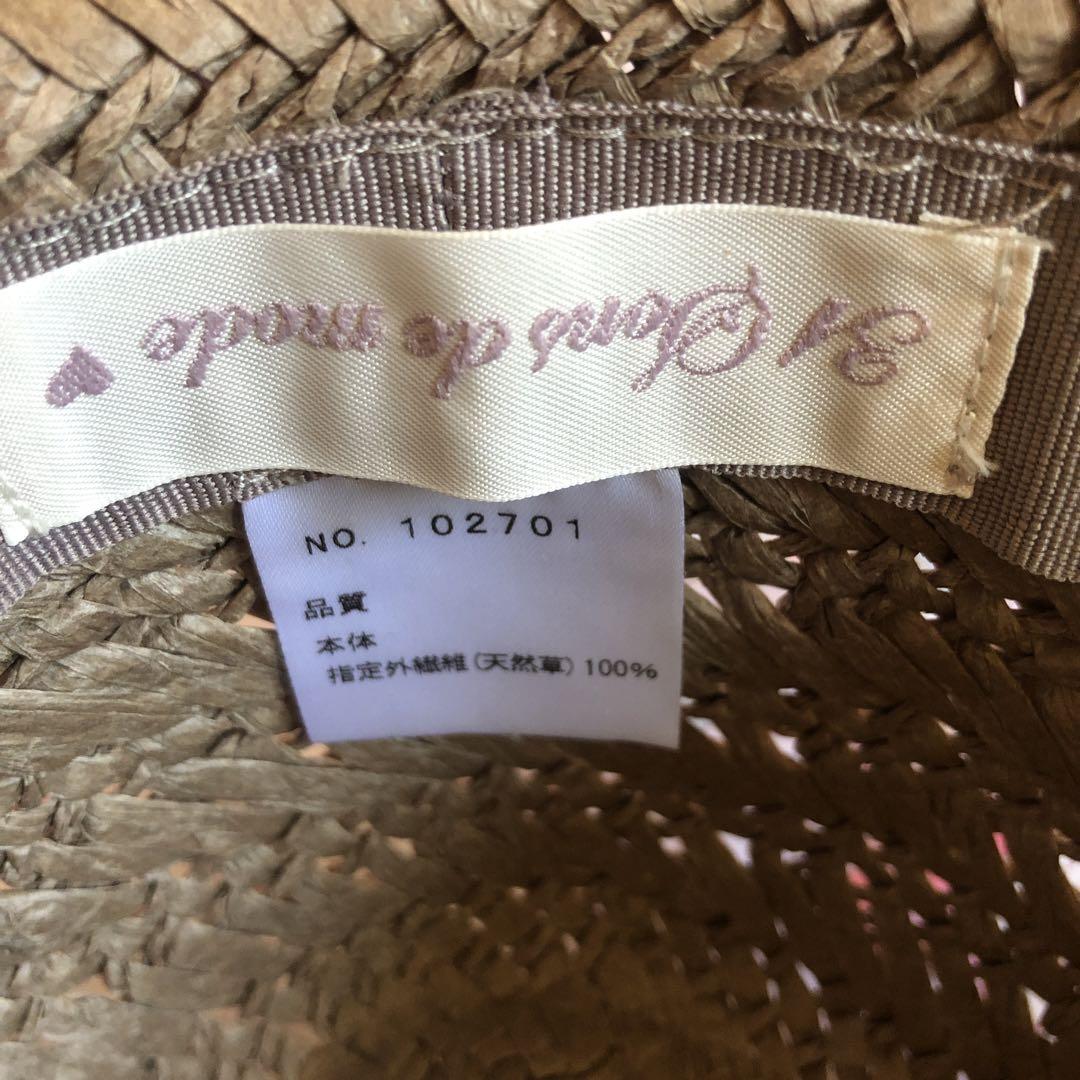 31 Sons de mode ♥
NO. 102701
品質
本体
指定外繊維(天然草)100%